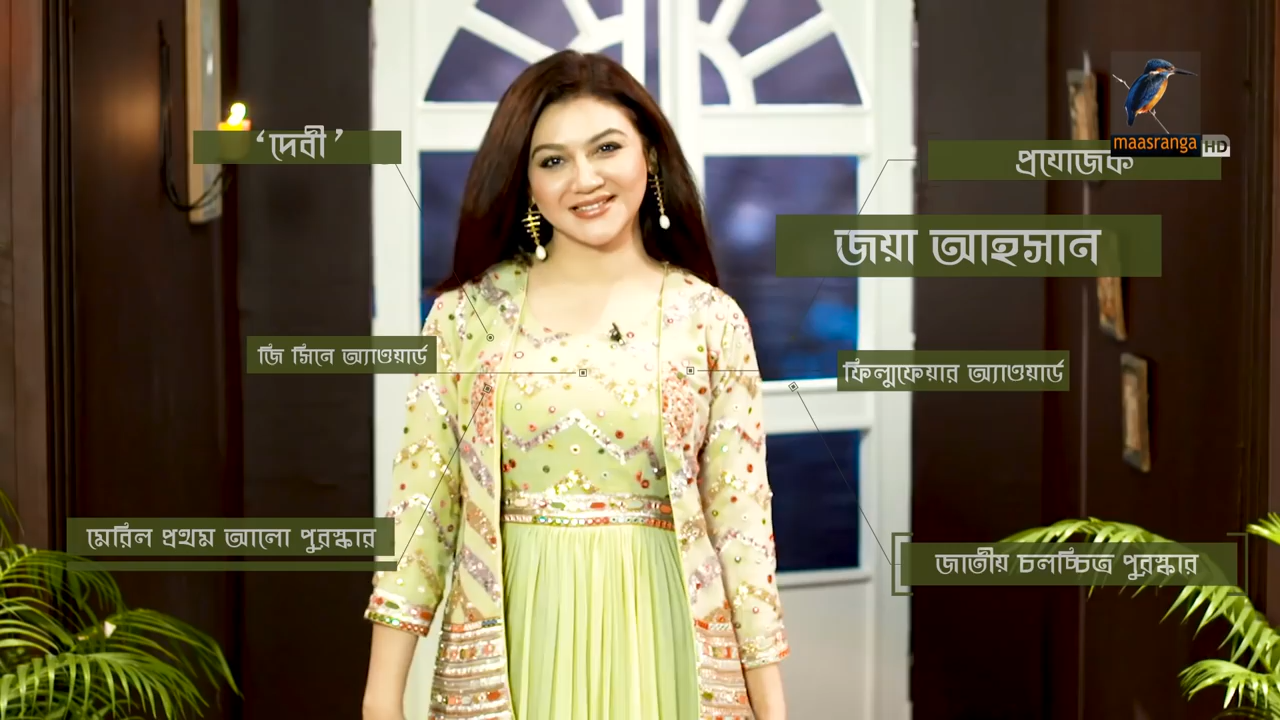 ‘দেবী’
maasranga HD
প্রযোজক
জয়া আহসান
জি সিনে অ্যাওয়ার্ড
ফিল্মফেয়ার অ্যাওয়ার্ড
মেরিল প্রথম আলো পুরস্কার
জাতীয় চলচ্চিত্র পুরস্কার